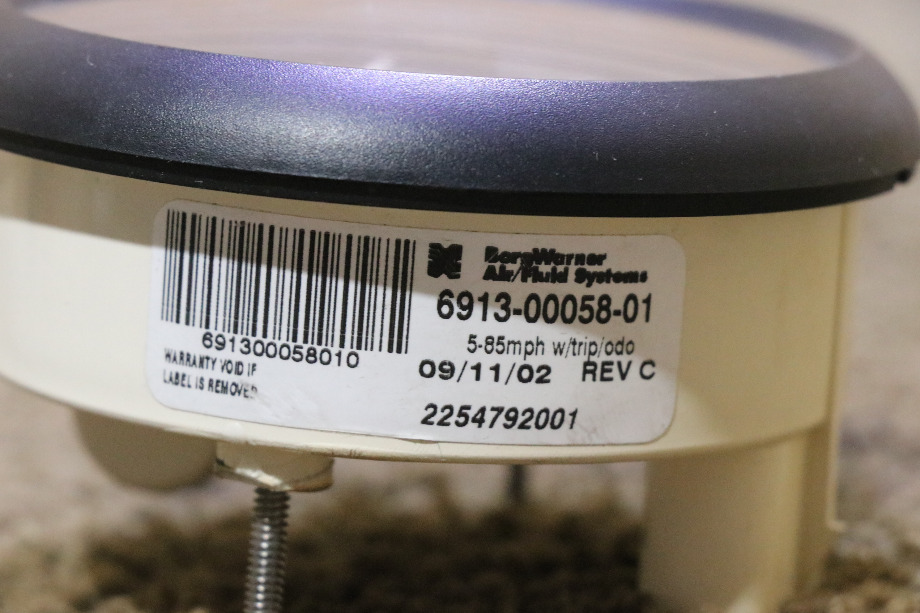 BorgWarner
Air/Fluid Systems
6913-00058-01
5-85mph w/trip/odo
09/11/02 REV C
2254792001
691300058010
WARRANTY VOID IF
LABEL IS REMOVED